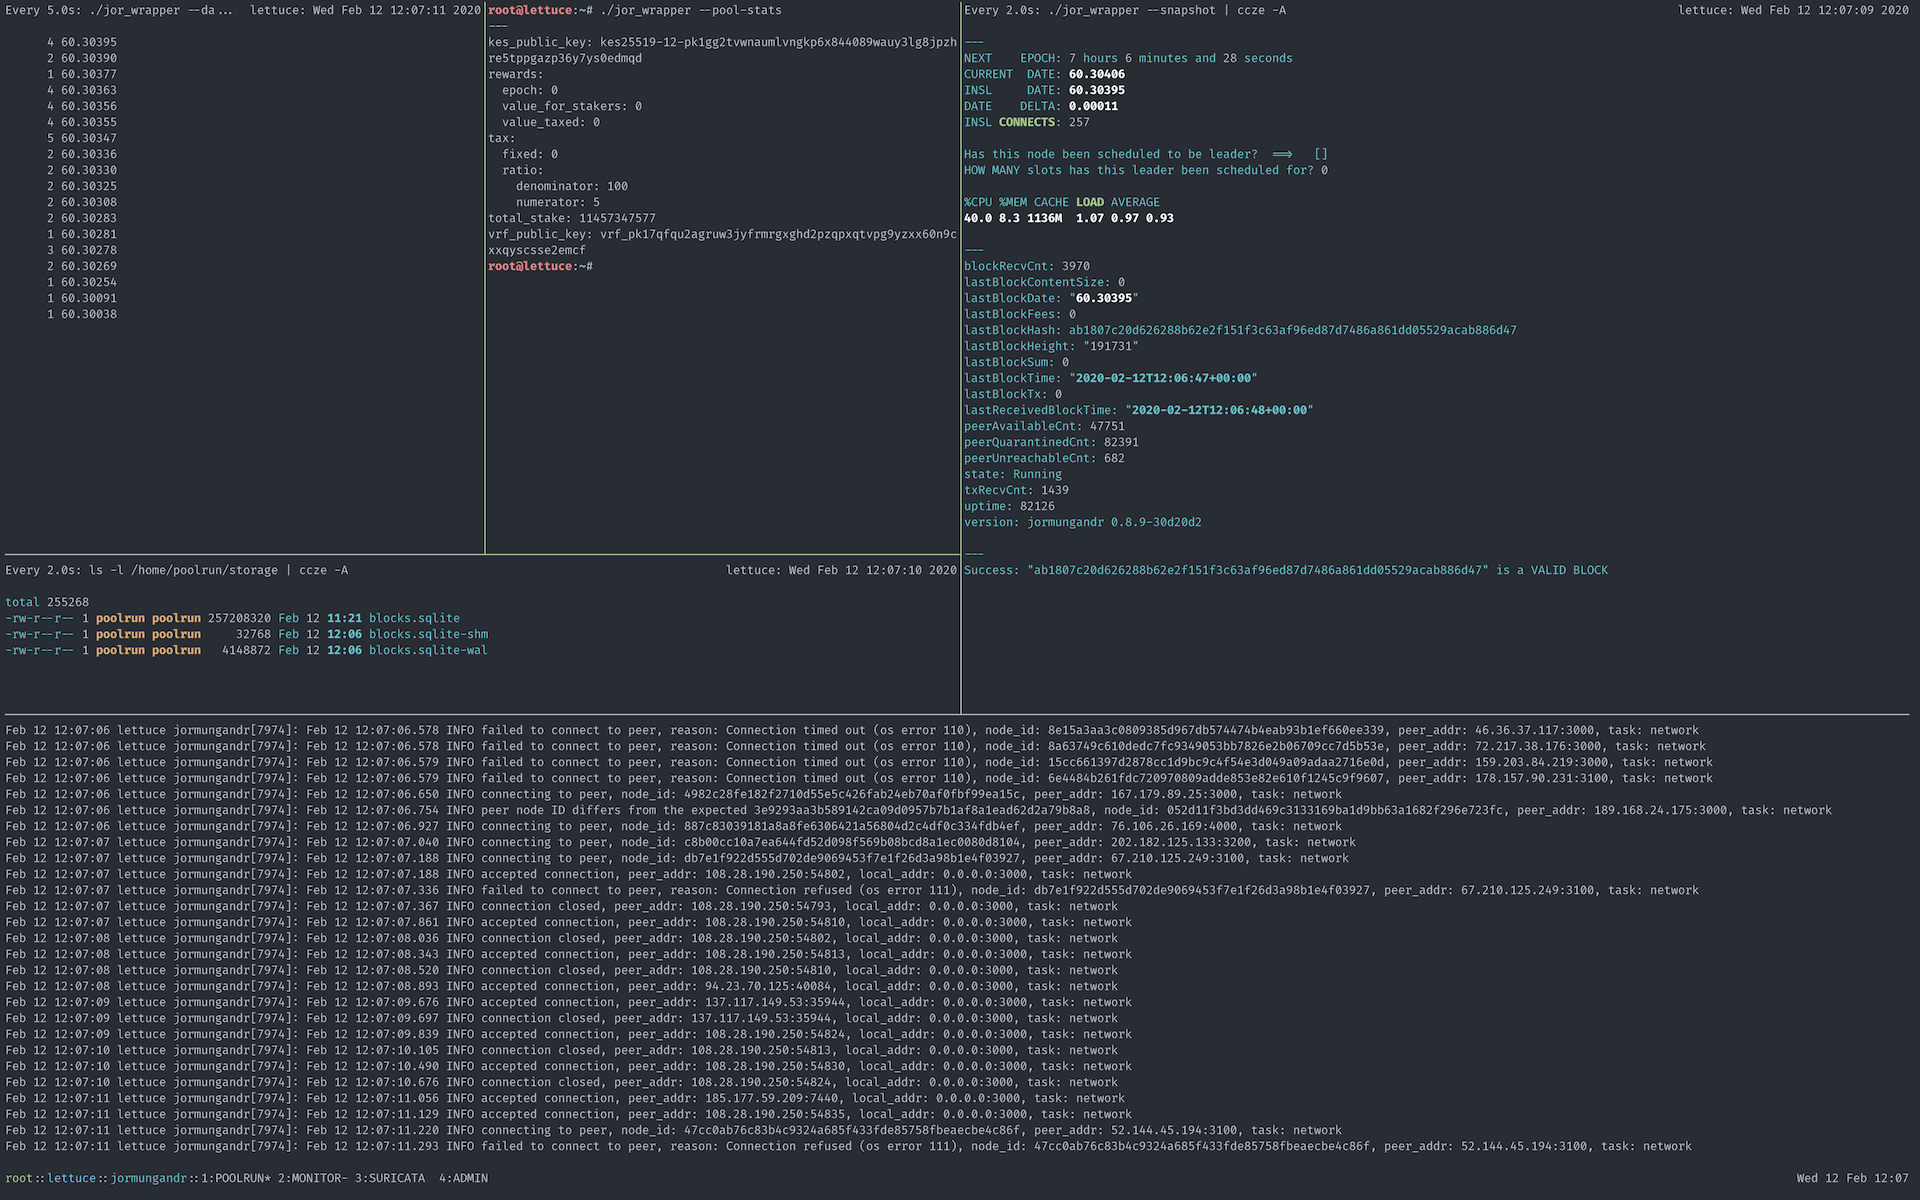 Every 5.0s: ./jor_wrapper --da... lettuce: Wed Feb 12 12:07:11 2020
4 60.30395
2 60.30390
1 60.30377
4 60.30363
4 60.30356
4 60.30355
5 60.30347
2 60.30336
2 60.30330
2 60.30325
2 60.30308
2 60.30283
1 60.30281
3 60.30278
2 60.30269
1 60.30254
1 60.30091
1 60.30038
root@lettuce:~# ./jor_wrapper --pool-stats
---
kes_public_key: kes25519-12-pk1gg2tvwnaumlvngkp6x844089wauy3lg8jpzh
re5tppgazp36y7ys0edmqd
rewards:
epoch: 0
value_for_stakers: 0
value_taxed: 0
tax:
fixed: 0
ratio:
denominator: 100
numerator: 5
total_stake: 11457347577
vrf_public_key: vrf_pk17qfqu2agruw3jyfrmrgxghd2pzqpxqtvpg9yzxx60n9c
xxqyscsse2emcf
root@lettuce:~#
Every 2.0s: ./jor_wrapper --snapshot | ccze -A lettuce: Wed Feb 12 12:07:09 2020
---
NEXT EPOCH: 7 hours 6 minutes and 28 seconds
CURRENT DATE: 60.30406
INSL DATE: 60.30395
DATE DELTA: 0.00011
INSL CONNECTS: 257
Has this node been scheduled to be leader? ==> []
HOW MANY slots has this leader been scheduled for? 0
%CPU %MEM CACHE LOAD AVERAGE
40.0 8.3 1136M 1.07 0.97 0.93
---
blockRecvCnt: 3970
lastBlockContentSize: 0
lastBlockDate: "60.30395"
lastBlockFees: 0
lastBlockHash: ab1807c20d626288b62e2f151f3c63af96ed87d7486a861dd05529acab886d47
lastBlockHeight: "191731"
lastBlockSum: 0
lastBlockTime: "2020-02-12T12:06:47+00:00"
lastBlockTx: 0
lastReceivedBlockTime: "2020-02-12T12:06:48+00:00"
peerAvailableCnt: 47751
peerQuarantinedCnt: 82391
peerUnreachableCnt: 682
state: Running
txRecvCnt: 1439
uptime: 82126
version: jormungandr 0.8.9-30d20d2
---
Success: "ab1807c20d626288b62e2f151f3c63af96ed87d7486a861dd05529acab886d47" is a VALID BLOCK
Every 2.0s: ls -l /home/poolrun/storage | ccze -A lettuce: Wed Feb 12 12:07:10 2020
total 255268
-rw-r--r-- 1 poolrun poolrun 257208320 Feb 12 11:21 blocks.sqlite
-rw-r--r-- 1 poolrun poolrun 32768 Feb 12 12:06 blocks.sqlite-shm
-rw-r--r-- 1 poolrun poolrun 4148872 Feb 12 12:06 blocks.sqlite-wal
Feb 12 12:07:06 lettuce jormungandr[7974]: Feb 12 12:07:06.578 INFO failed to connect to peer, reason: Connection timed out (os error 110), node_id: 8e15a3aa3c0809385d967db574474b4eab93b1ef660ee339, peer_addr: 46.36.37.117:3000, task: network
Feb 12 12:07:06 lettuce jormungandr[7974]: Feb 12 12:07:06.578 INFO failed to connect to peer, reason: Connection timed out (os error 110), node_id: 8a63749c610dedc7fc9349053bb7826e2b06709cc7d5b53e, peer_addr: 72.217.38.176:3000, task: network
Feb 12 12:07:06 lettuce jormungandr[7974]: Feb 12 12:07:06.579 INFO failed to connect to peer, reason: Connection timed out (os error 110), node_id: 15cc661397d2878cc1d9bc9c4f54e3d049a09adaa2716e0d, peer_addr: 159.203.84.219:3000, task: network
Feb 12 12:07:06 lettuce jormungandr[7974]: Feb 12 12:07:06.579 INFO failed to connect to peer, reason: Connection timed out (os error 110), node_id: 6e4484b261fdc720970809adde853e82e610f1245c9f9607, peer_addr: 178.157.90.231:3100, task: network
Feb 12 12:07:06 lettuce jormungandr[7974]: Feb 12 12:07:06.650 INFO connecting to peer, node_id: 4982c28fe182f2710d55e5c426fab24eb70af0fbf99ea15c, peer_addr: 167.179.89.25:3000, task: network
Feb 12 12:07:06 lettuce jormungandr[7974]: Feb 12 12:07:06.754 INFO peer node ID differs from the expected 3e9293aa3b589142ca09d0957b7b1af8a1ead62d2a79b8a8, node_id: 052d11f3bd3dd469c3133169ba1d9bb63a1682f296e723fc, peer_addr: 189.168.24.175:3000, task: network
Feb 12 12:07:06 lettuce jormungandr[7974]: Feb 12 12:07:06.927 INFO connecting to peer, node_id: 887c83039181a8a8fe6306421a56804d2c4df0c334fdb4ef, peer_addr: 76.106.26.169:4000, task: network
Feb 12 12:07:07 lettuce jormungandr[7974]: Feb 12 12:07:07.040 INFO connecting to peer, node_id: c8b00cc10a7ea644fd52d098f569b08bcd8a1ec0080d8104, peer_addr: 202.182.125.133:3200, task: network
Feb 12 12:07:07 lettuce jormungandr[7974]: Feb 12 12:07:07.188 INFO connecting to peer, node_id: db7e1f922d555d702de9069453f7e1f26d3a98b1e4f03927, peer_addr: 67.210.125.249:3100, task: network
Feb 12 12:07:07 lettuce jormungandr[7974]: Feb 12 12:07:07.188 INFO accepted connection, peer_addr: 108.28.190.250:54802, local_addr: 0.0.0.0:3000, task: network
Feb 12 12:07:07 lettuce jormungandr[7974]: Feb 12 12:07:07.336 INFO failed to connect to peer, reason: Connection refused (os error 111), node_id: db7e1f922d555d702de9069453f7e1f26d3a98b1e4f03927, peer_addr: 67.210.125.249:3100, task: network
Feb 12 12:07:07 lettuce jormungandr[7974]: Feb 12 12:07:07.367 INFO connection closed, peer_addr: 108.28.190.250:54793, local_addr: 0.0.0.0:3000, task: network
Feb 12 12:07:07 lettuce jormungandr[7974]: Feb 12 12:07:07.861 INFO accepted connection, peer_addr: 108.28.190.250:54810, local_addr: 0.0.0.0:3000, task: network
Feb 12 12:07:08 lettuce jormungandr[7974]: Feb 12 12:07:08.036 INFO connection closed, peer_addr: 108.28.190.250:54802, local_addr: 0.0.0.0:3000, task: network
Feb 12 12:07:08 lettuce jormungandr[7974]: Feb 12 12:07:08.343 INFO accepted connection, peer_addr: 108.28.190.250:54813, local_addr: 0.0.0.0:3000, task: network
Feb 12 12:07:08 lettuce jormungandr[7974]: Feb 12 12:07:08.520 INFO connection closed, peer_addr: 108.28.190.250:54810, local_addr: 0.0.0.0:3000, task: network
Feb 12 12:07:08 lettuce jormungandr[7974]: Feb 12 12:07:08.893 INFO accepted connection, peer_addr: 94.23.70.125:40084, local_addr: 0.0.0.0:3000, task: network
Feb 12 12:07:09 lettuce jormungandr[7974]: Feb 12 12:07:09.676 INFO accepted connection, peer_addr: 137.117.149.53:35944, local_addr: 0.0.0.0:3000, task: network
Feb 12 12:07:09 lettuce jormungandr[7974]: Feb 12 12:07:09.697 INFO connection closed, peer_addr: 137.117.149.53:35944, local_addr: 0.0.0.0:3000, task: network
Feb 12 12:07:09 lettuce jormungandr[7974]: Feb 12 12:07:09.839 INFO accepted connection, peer_addr: 108.28.190.250:54824, local_addr: 0.0.0.0:3000, task: network
Feb 12 12:07:10 lettuce jormungandr[7974]: Feb 12 12:07:10.105 INFO connection closed, peer_addr: 108.28.190.250:54813, local_addr: 0.0.0.0:3000, task: network
Feb 12 12:07:10 lettuce jormungandr[7974]: Feb 12 12:07:10.490 INFO accepted connection, peer_addr: 108.28.190.250:54830, local_addr: 0.0.0.0:3000, task: network
Feb 12 12:07:10 lettuce jormungandr[7974]: Feb 12 12:07:10.676 INFO connection closed, peer_addr: 108.28.190.250:54824, local_addr: 0.0.0.0:3000, task: network
Feb 12 12:07:11 lettuce jormungandr[7974]: Feb 12 12:07:11.056 INFO accepted connection, peer_addr: 185.177.59.209:7440, local_addr: 0.0.0.0:3000, task: network
Feb 12 12:07:11 lettuce jormungandr[7974]: Feb 12 12:07:11.129 INFO accepted connection, peer_addr: 108.28.190.250:54835, local_addr: 0.0.0.0:3000, task: network
Feb 12 12:07:11 lettuce jormungandr[7974]: Feb 12 12:07:11.220 INFO connecting to peer, node_id: 47cc0ab76c83b4c9324a685f433fde85758fbeaecbe4c86f, peer_addr: 52.144.45.194:3100, task: network
Feb 12 12:07:11 lettuce jormungandr[7974]: Feb 12 12:07:11.293 INFO failed to connect to peer, reason: Connection refused (os error 111), node_id: 47cc0ab76c83b4c9324a685f433fde85758fbeaecbe4c86f, peer_addr: 52.144.45.194:3100, task: network
root::lettuce::jormungandr::1:POOLRUN* 2:MONITOR- 3:SURICATA 4:ADMIN Wed 12 Feb 12:07